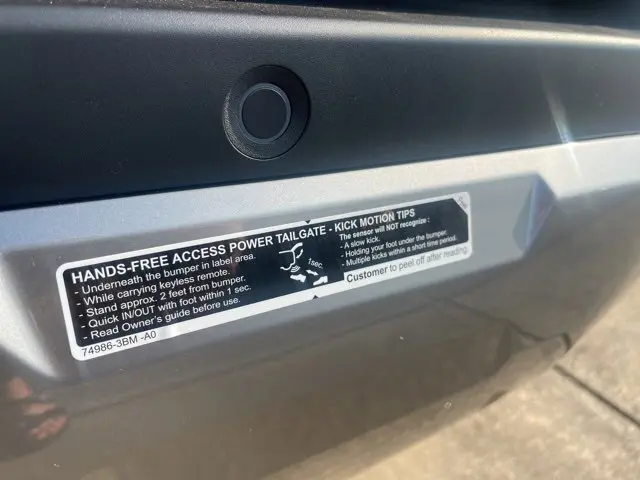 HANDS-FREE ACCESS POWER TAILGATE - KICK MOTION TIPS
- Underneath the bumper in label area.
- While carrying keyless remote.
- Stand approx. 2 feet from bumper.
- Quick IN/OUT with foot within 1 sec.
- Read Owner's guide before use.
1sec.
The sensor will NOT recognize :
- A slow kick.
- Holding your foot under the bumper.
- Multiple kicks within a short time period.
Customer to peel off after reading
74986-3BM -A0